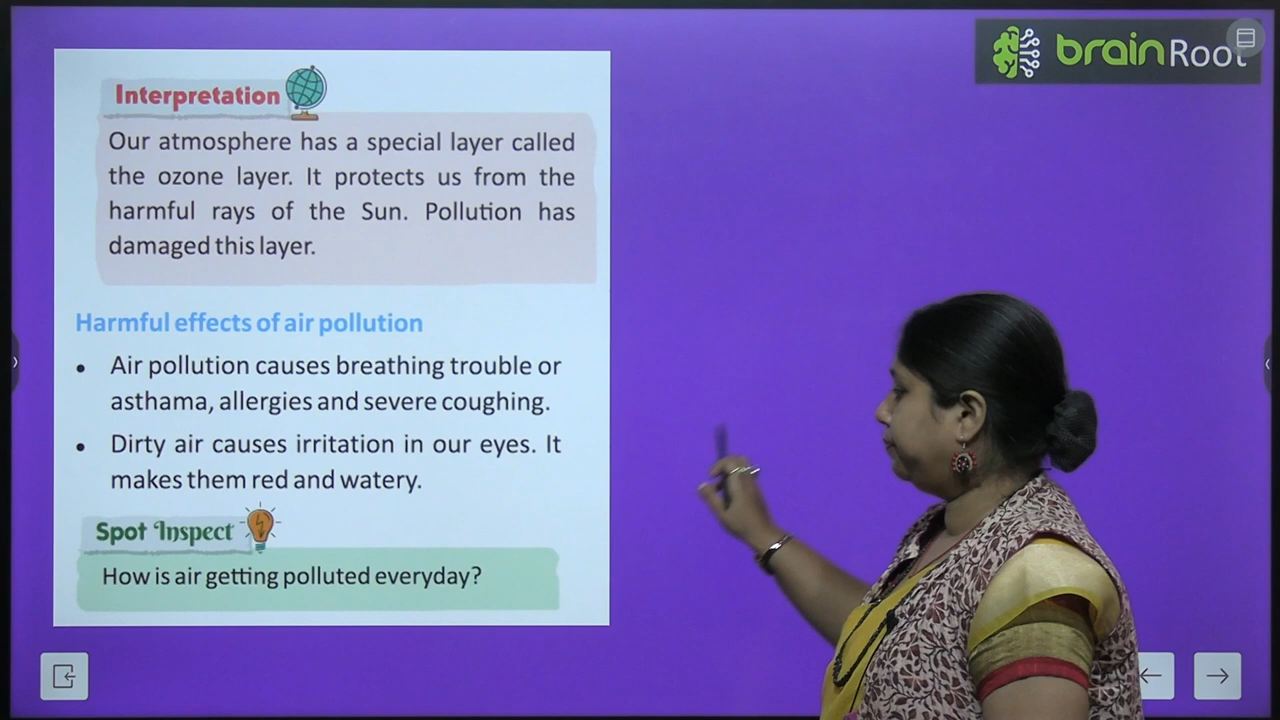 brainRoot
Interpretation
Our atmosphere has a special layer called
the ozone layer. It protects us from the
harmful rays of the Sun. Pollution has
damaged this layer.
Harmful effects of air pollution
• Air pollution causes breathing trouble or
asthama, allergies and severe coughing.
• Dirty air causes irritation in our eyes. It
makes them red and watery.
Spot Inspect
How is air getting polluted everyday?